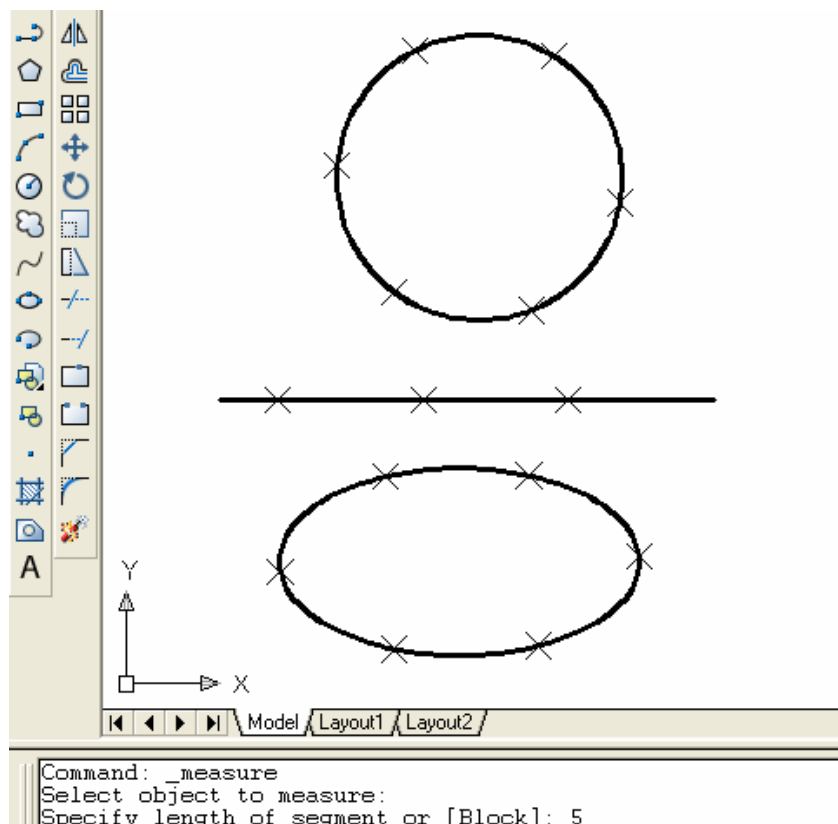 A
Y
X
Model Layout1 Layout2
Command: _measure
Select object to measure:
Specify length of segment or [Block]: 5